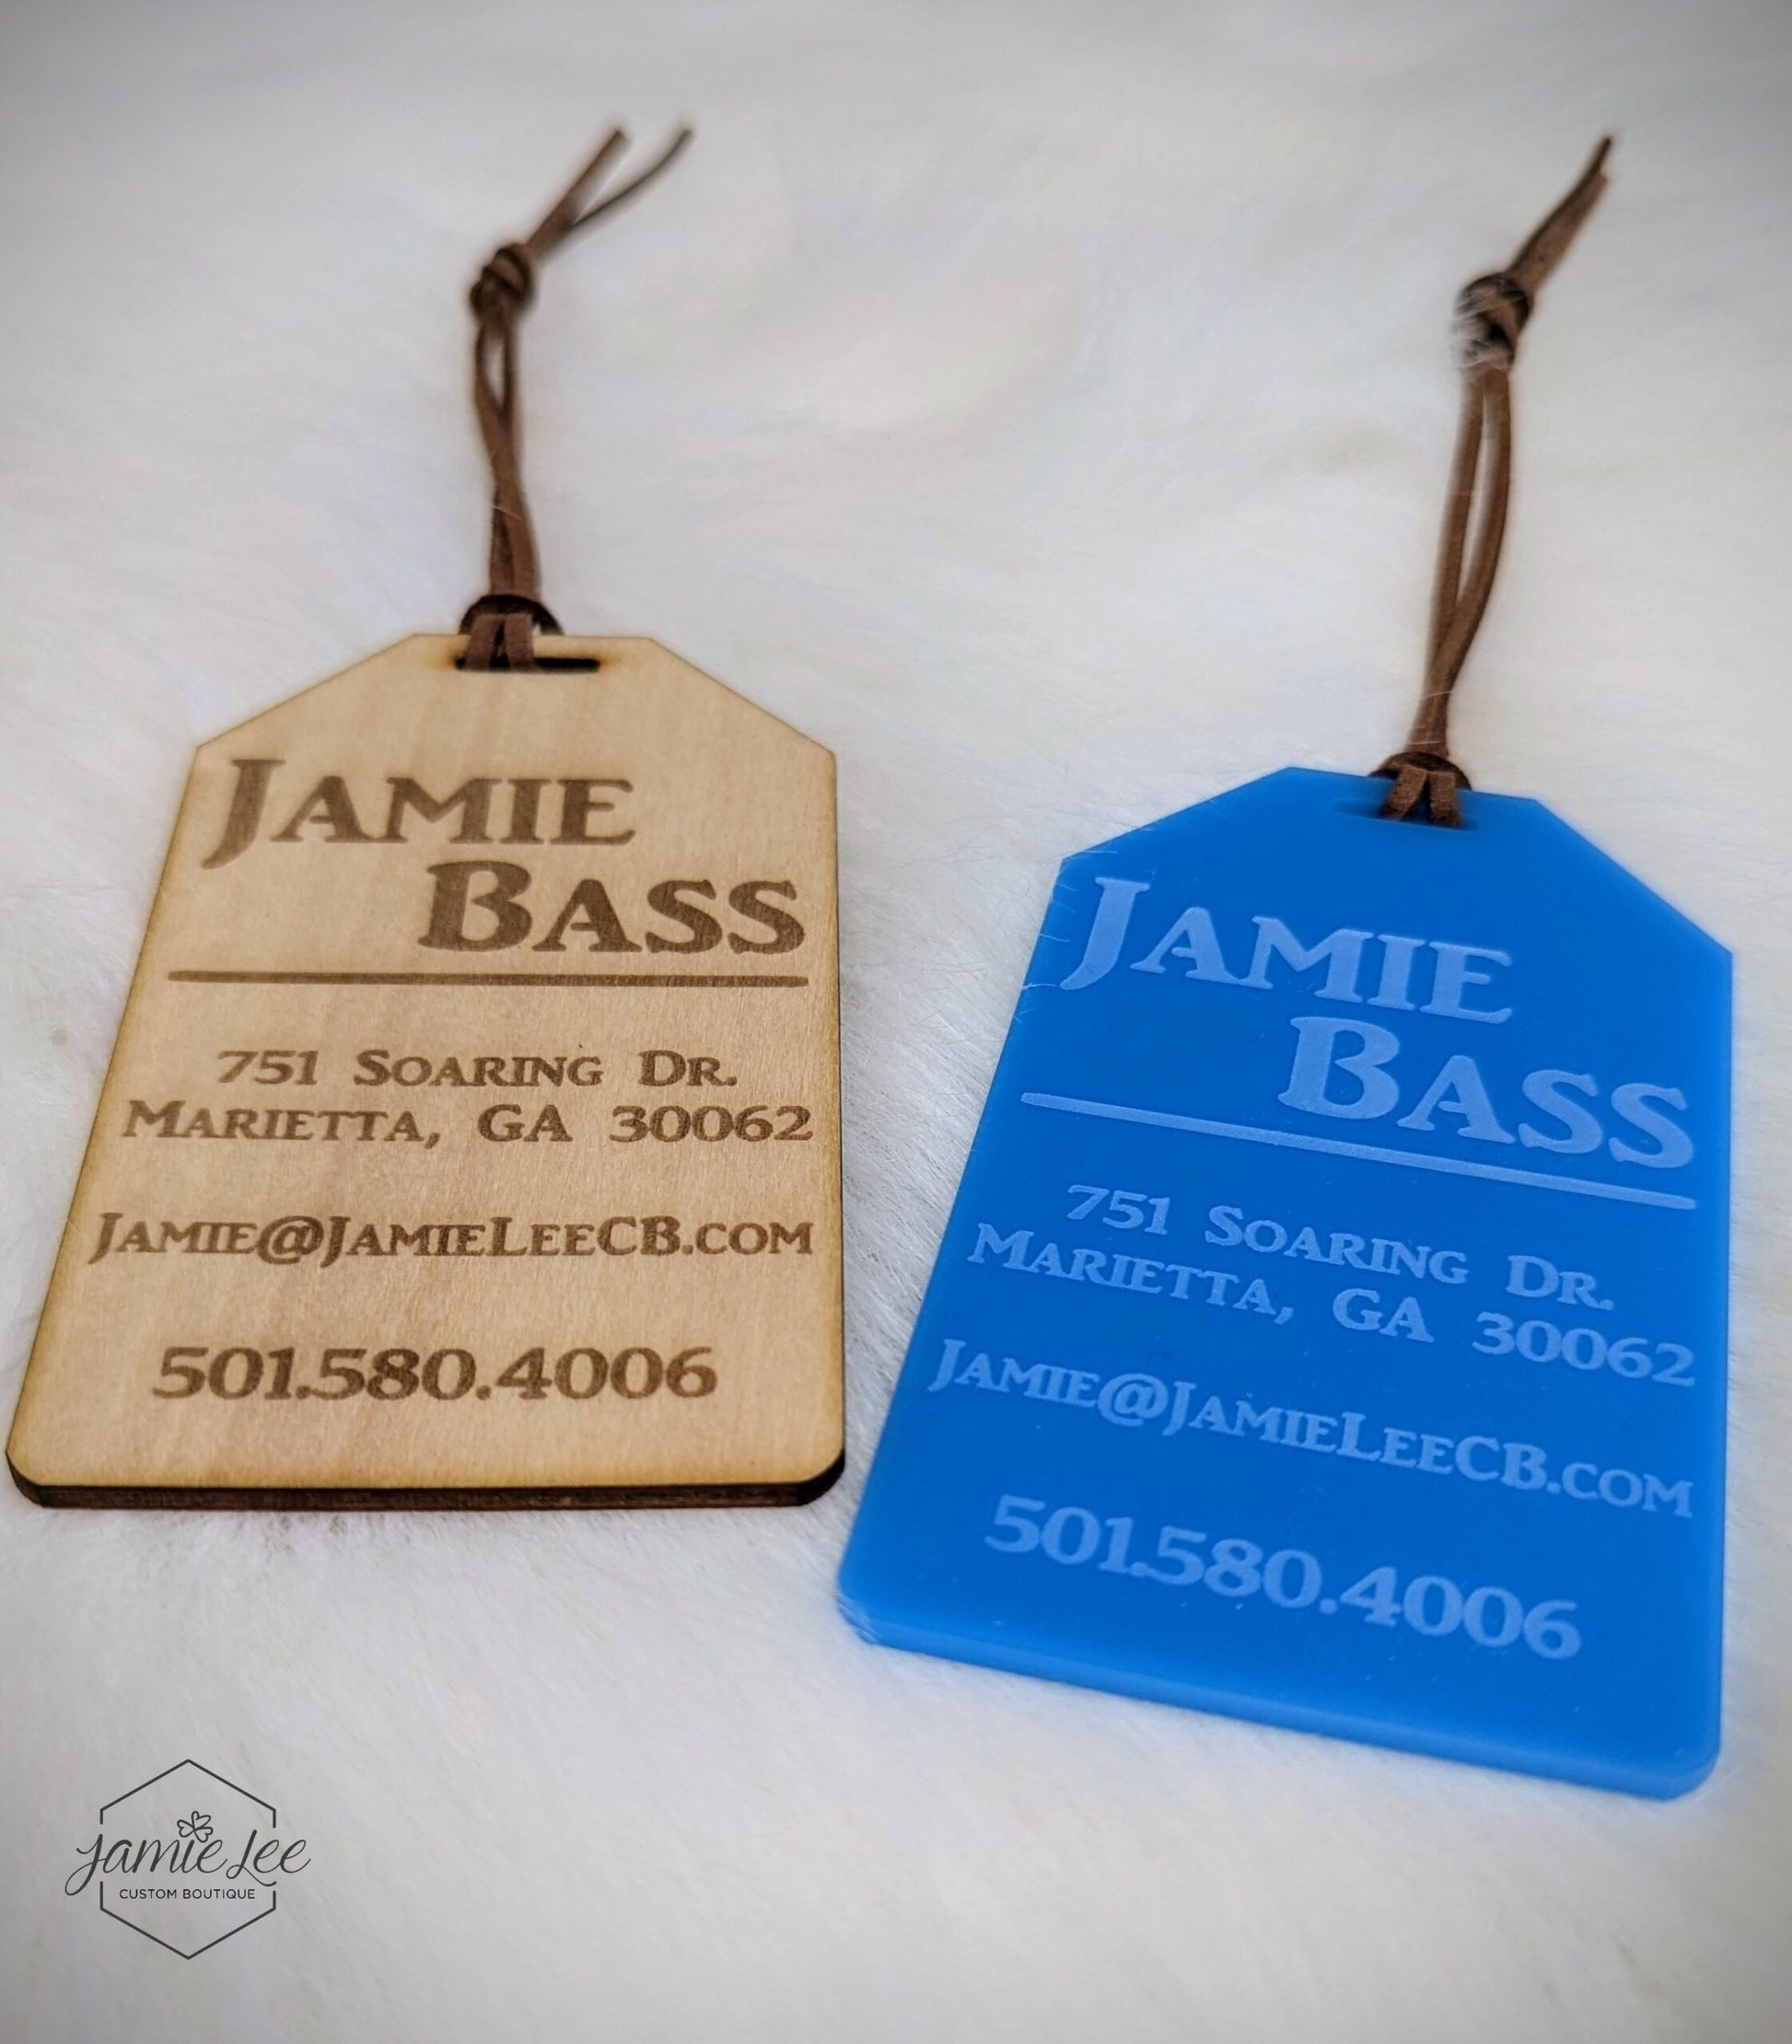 JAMIE
BASS
751 SOARING DR.
MARIETTA, GA 30062
JAMIE@JAMIELEECB.COM
501.580.4006
JAMIE
BASS
751 SOARING DR.
MARIETTA, GA 30062
JAMIE@JAMIELEECB.COM
501.580.4006
Jamie Lee
CUSTOM BOUTIQUE